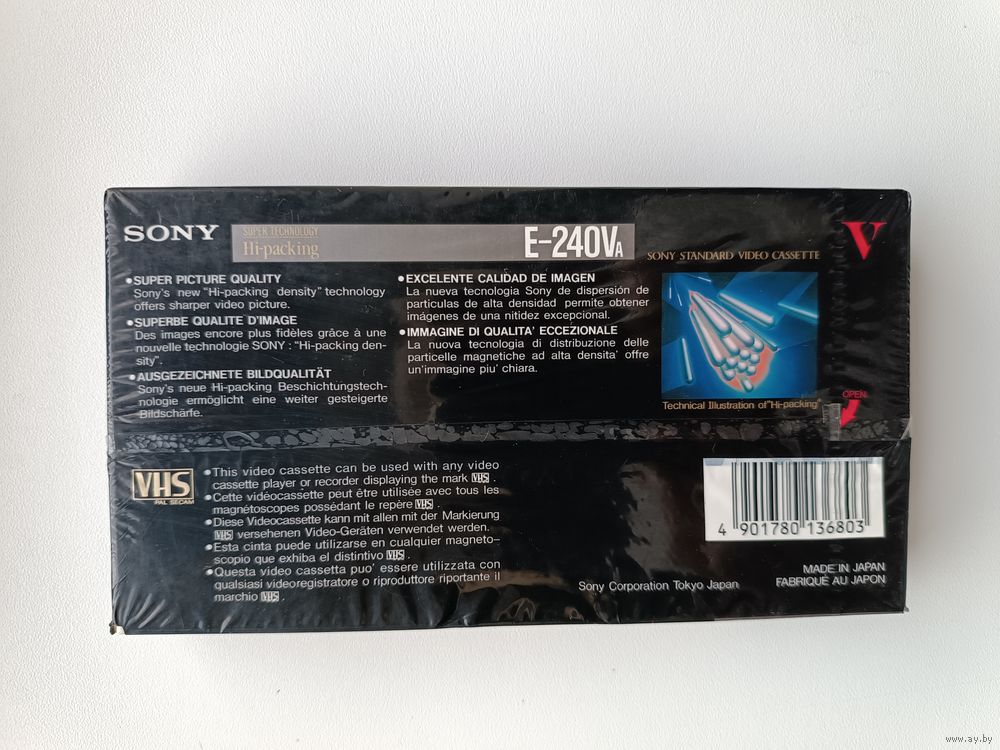 SONY
SUPER TECHNOLOGY
Hi-packing
E-240VA
SONY STANDARD VIDEO CASSETTE
V
•SUPER PICTURE QUALITY
Sony's new "Hi-packing density" technology
offers sharper video picture.
•SUPERBE QUALITE D'IMAGE
Des images encore plus fidèles grâce à une
nouvelle technologie SONY : "Hi-packing den-
sity".
•AUSGEZEICHNETE BILDQUALITÄT
Sony's neue Hi-packing Beschichtungstech-
nologie ermöglicht eine weiter gesteigerte
Bildschärfe.
•EXCELENTE CALIDAD DE IMAGEN
La nueva tecnologia Sony de dispersión de
particulas de alta densidad permite obtener
imágenes de una nitidez excepcional.
•IMMAGINE DI QUALITA' ECCEZIONALE
La nuova tecnologia di distribuzione delle
particelle magnetiche ad alta densita' offre
un'immagine piu' chiara.
Technical Illustration of "Hi-packing"
OPEN
VHS
PAL SECAM
•This video cassette can be used with any video
cassette player or recorder displaying the mark VHS .
•Cette vidéocassette peut être utilisée avec tous les
magnétoscopes possédant le repère VHS .
•Diese Videocassette kann mit allen mit der Markierung
VHS versehenen Video-Geräten verwendet werden.
•Esta cinta puede utilizarse en cualquier magneto-
scopio que exhiba el distintivo VHS .
•Questa video cassetta puo' essere utilizzata con
qualsiasi videoregistratore o riproduttore riportante il
marchio VHS .
4 901780 136803
Sony Corporation Tokyo Japan
MADE IN JAPAN
FABRIQUÉ AU JAPON
www.ay.by